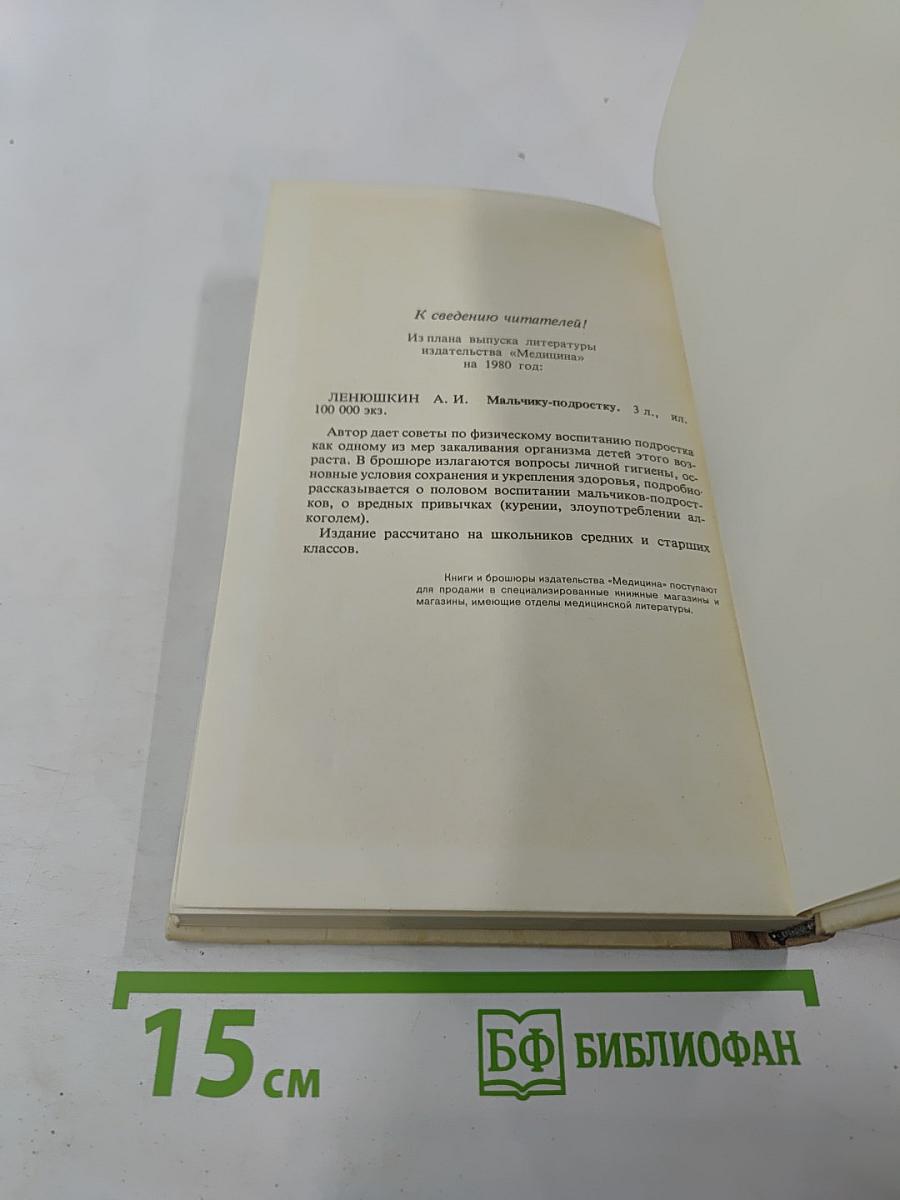 К сведению читателей!
Из плана выпуска литературы
издательства «Медицина»
на 1980 год:
ЛЕНЮШКИН А. И. Мальчику-подростку. 3 л., ил.
100 000 экз.
Автор дает советы по физическому воспитанию подростка
как одному из мер закаливания организма детей этого воз-
раста. В брошюре излагаются вопросы личной гигиены, ос-
новные условия сохранения и укрепления здоровья, подробно
рассказывается о половом воспитании мальчиков-подрост-
ков, о вредных привычках (курении, злоупотреблении ал-
коголем).
Издание рассчитано на школьников средних и старших
классов.
Книги и брошюры издательства «Медицина» поступают
для продажи в специализированные книжные магазины и
магазины, имеющие отделы медицинской литературы.
15 см
БФ БИБЛИОФАН